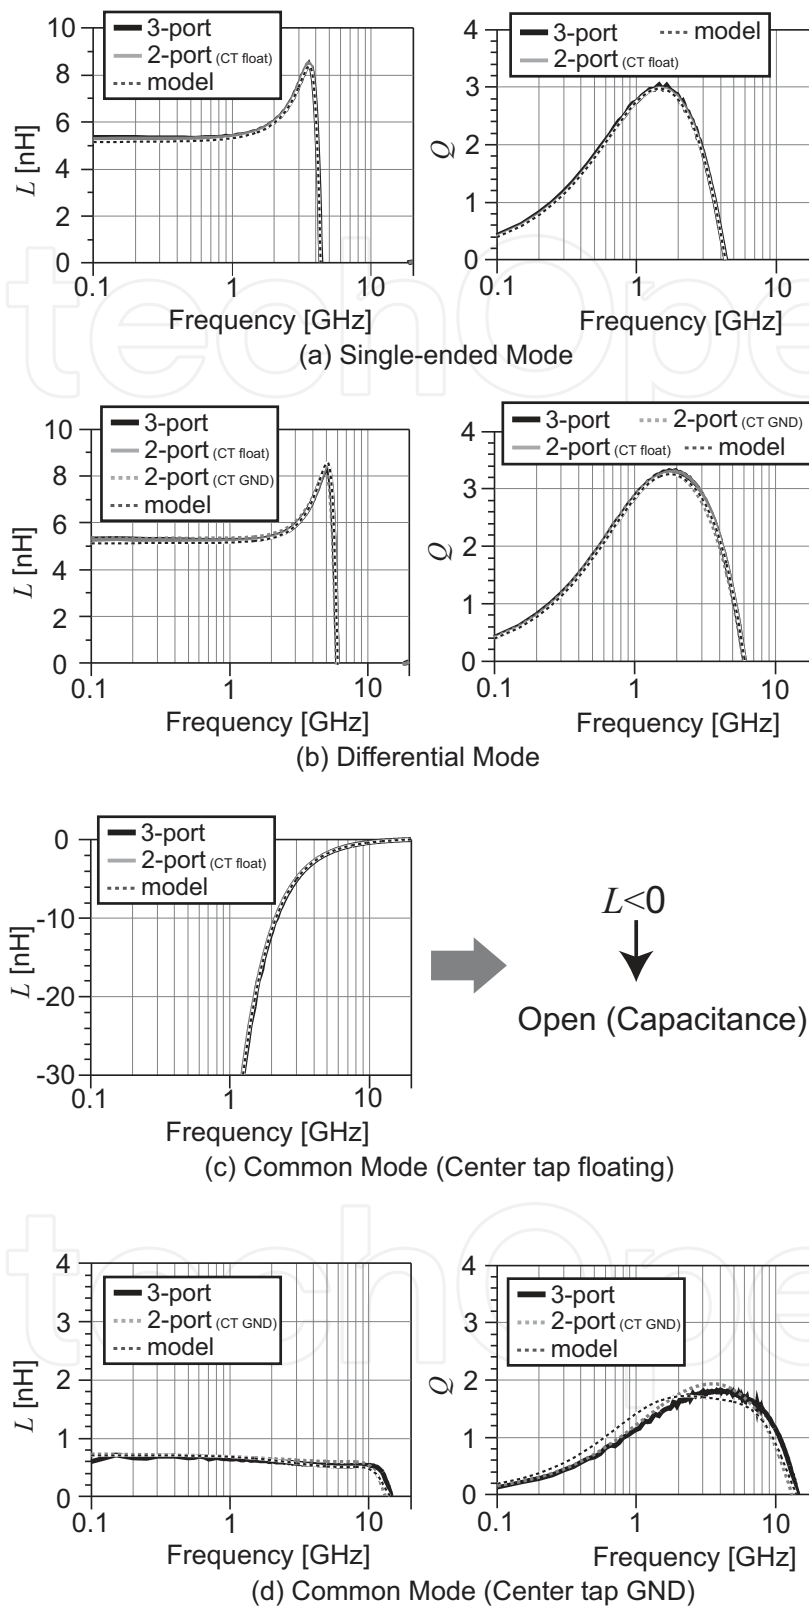 3-port
2-port (CT float)
model
10
8
6
4
2
0
L [nH]
0.1
1
10
Frequency [GHz]
3-port
model
2-port (CT float)
4
3
2
1
0
Q
0.1
1
10
Frequency [GHz]
(a) Single-ended Mode
3-port
2-port (CT float)
2-port (CT GND)
model
10
8
6
4
2
0
L [nH]
0.1
1
10
Frequency [GHz]
3-port
2-port (CT GND)
2-port (CT float)
model
4
3
2
1
0
Q
0.1
1
10
Frequency [GHz]
(b) Differential Mode
3-port
2-port (CT float)
model
0
-10
-20
-30
L [nH]
0.1
1
10
Frequency [GHz]
L<0
Open (Capacitance)
(c) Common Mode (Center tap floating)
3-port
2-port (CT GND)
model
4
3
2
1
0
L [nH]
0.1
1
10
Frequency [GHz]
3-port
2-port (CT GND)
model
4
3
2
1
0
Q
0.1
1
10
Frequency [GHz]
(d) Common Mode (Center tap GND)
techOpe
techOpe